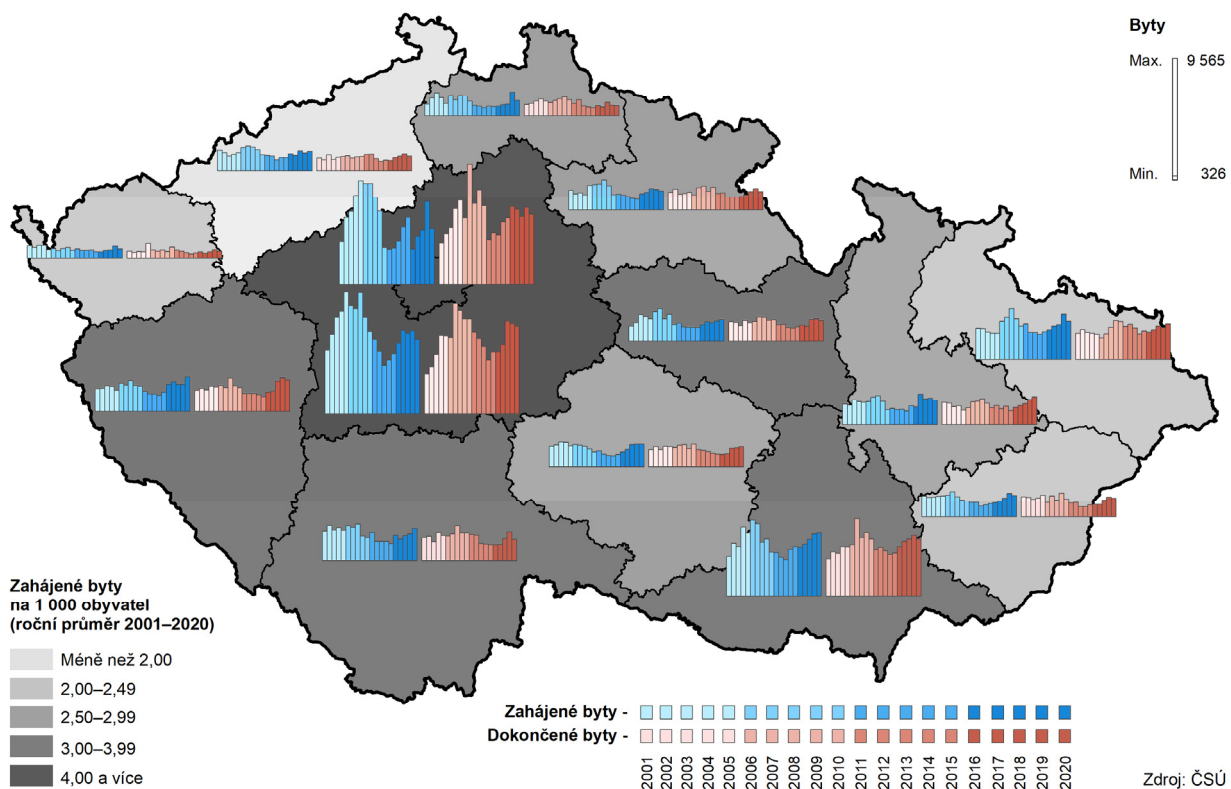 Byty
Max. 9 565
Min. 326
Zahájené byty
na 1 000 obyvatel
(roční průměr 2001–2020)
Méně než 2,00
2,00–2,49
2,50–2,99
3,00–3,99
4,00 a více
Zahájené byty -
Dokončené byty -
2001 2002 2003 2004 2005 2006 2007 2008 2009 2010 2011 2012 2013 2014 2015 2016 2017 2018 2019 2020
Zdroj: ČSÚ